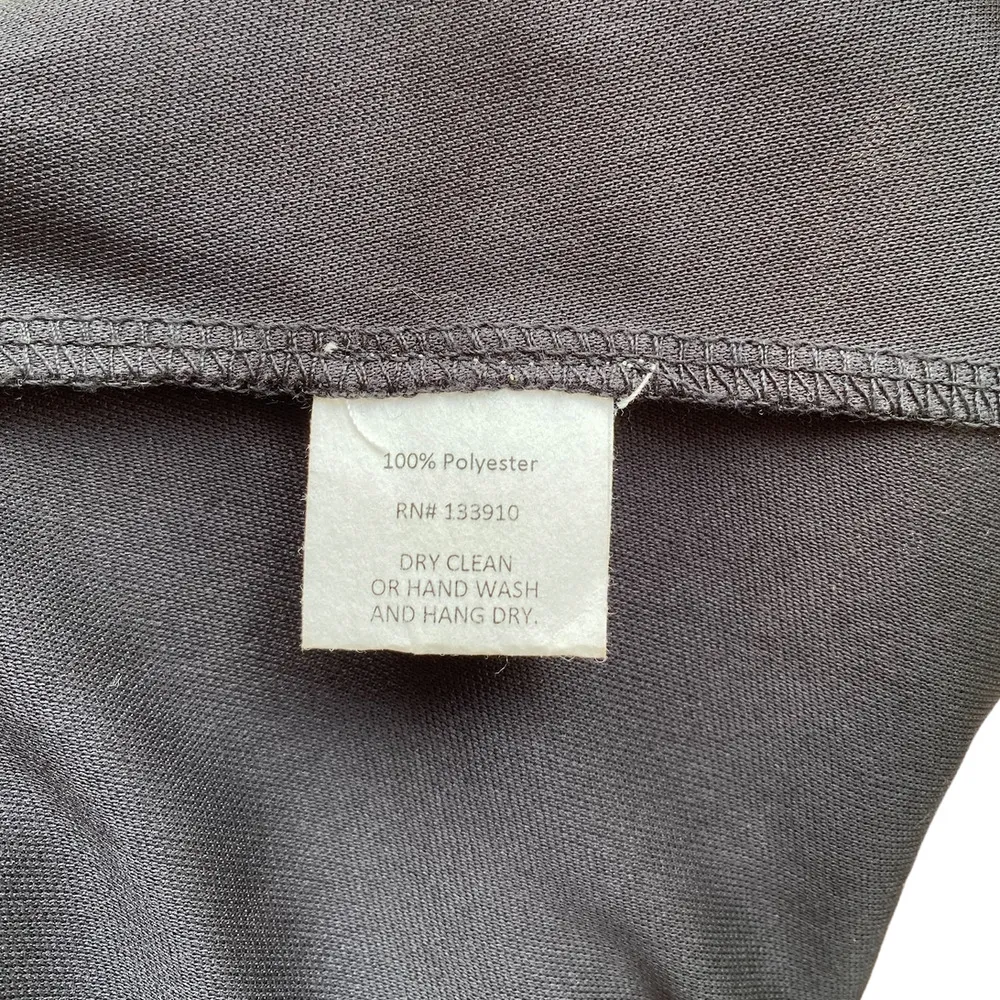 100% Polyester
RN# 133910
DRY CLEAN
OR HAND WASH
AND HANG DRY.